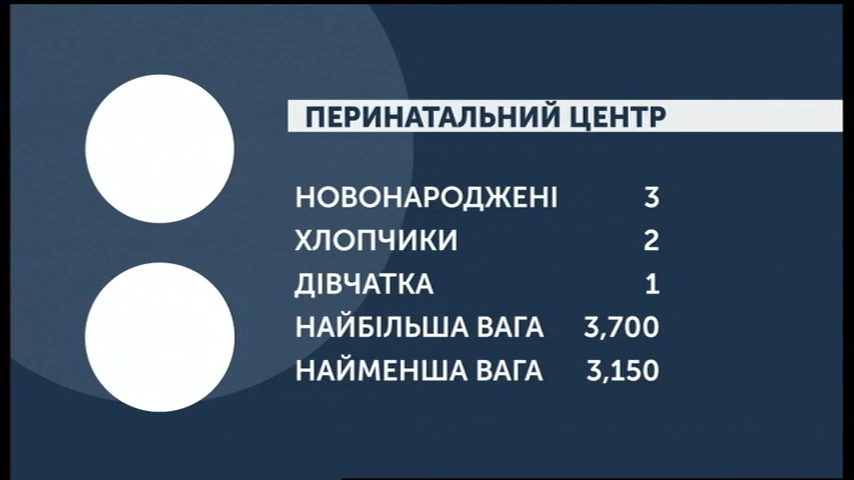 ПЕРИНАТАЛЬНИЙ ЦЕНТР
НОВОНАРОДЖЕНІ 3
ХЛОПЧИКИ 2
ДІВЧАТКА 1
НАЙБІЛЬША ВАГА 3,700
НАЙМЕНША ВАГА 3,150